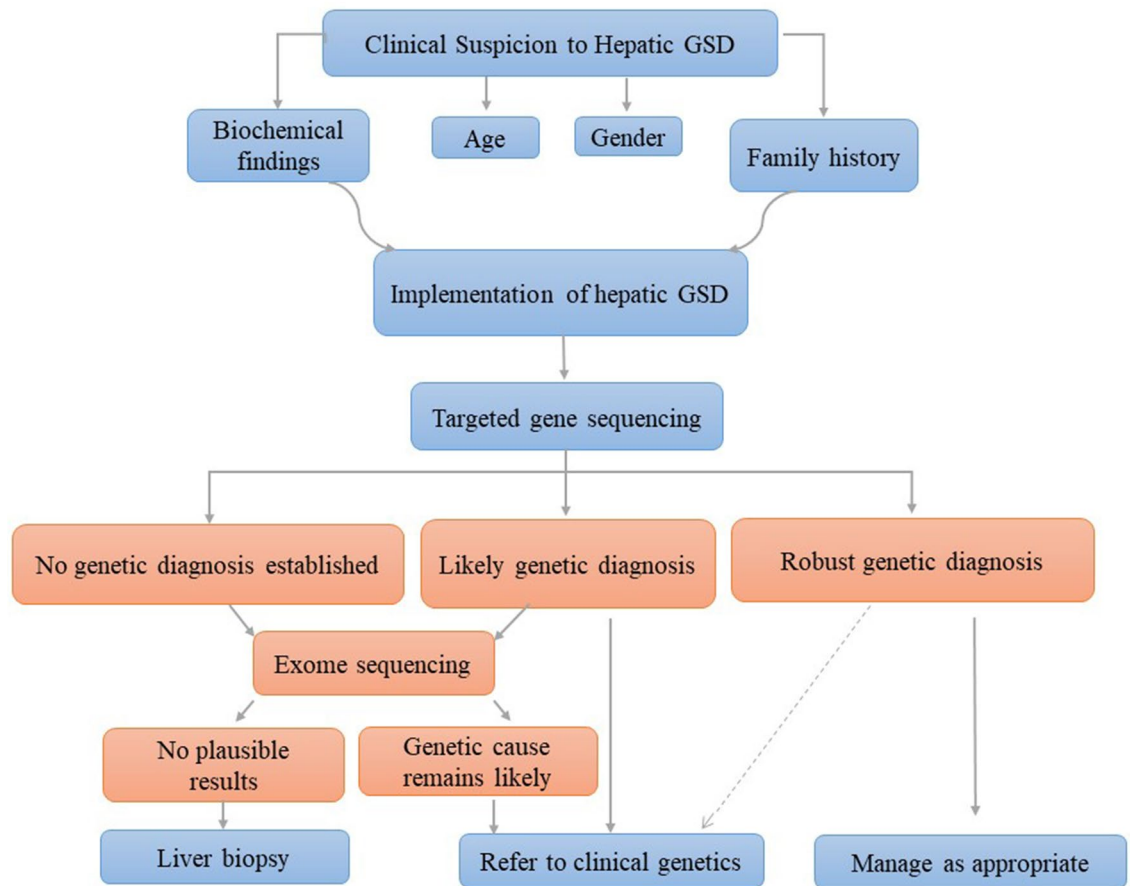 Clinical Suspicion to Hepatic GSD
Biochemical
findings
Age
Gender
Family history
Implementation of hepatic GSD
Targeted gene sequencing
No genetic diagnosis established
Likely genetic diagnosis
Robust genetic diagnosis
Exome sequencing
No plausible
results
Genetic cause
remains likely
Liver biopsy
Refer to clinical genetics
Manage as appropriate